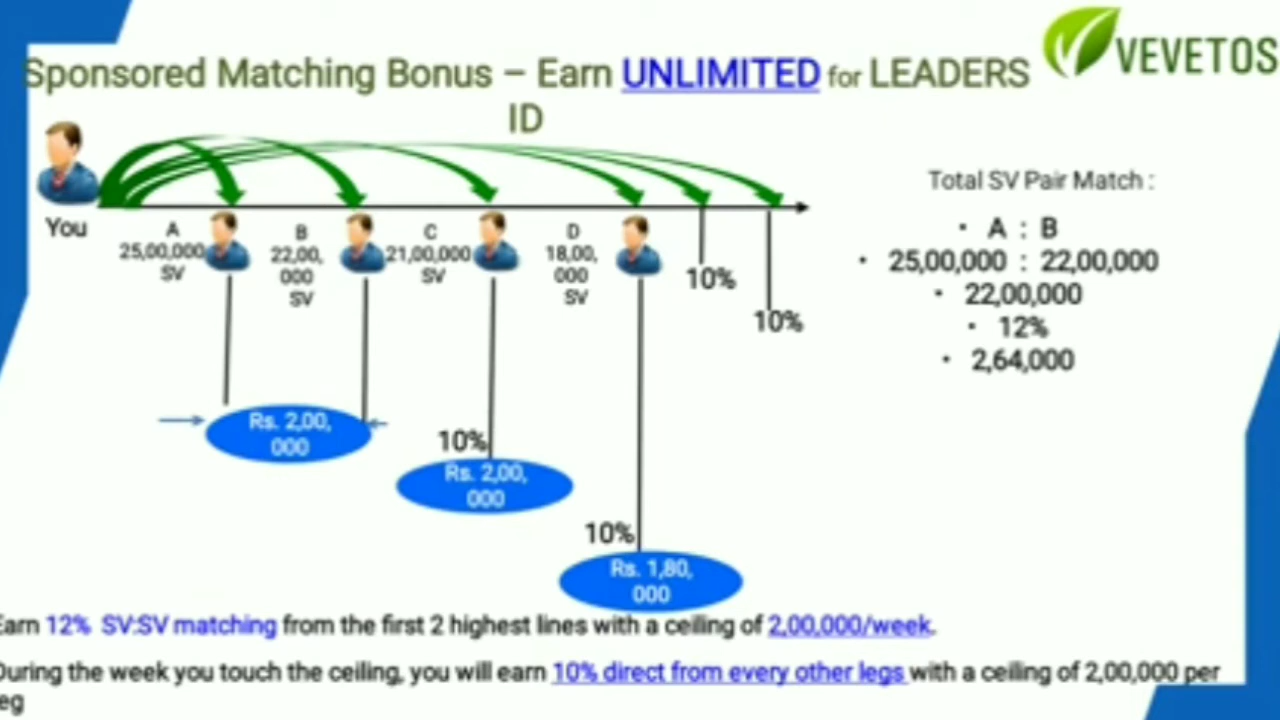 VEVETOS
Sponsored Matching Bonus – Earn UNLIMITED for LEADERS
ID
You
A
25,00,000
SV
B
22,00,
000
SV
C
21,00,000
SV
D
18,00,
000
SV
10%
10%
Total SV Pair Match :
• A : B
• 25,00,000 : 22,00,000
• 22,00,000
• 12%
• 2,64,000
Rs. 2,00,
000
10%
Rs. 2,00,
000
10%
Rs. 1,80,
000
Earn 12% SV:SV matching from the first 2 highest lines with a ceiling of 2,00,000/week.
During the week you touch the ceiling, you will earn 10% direct from every other legs with a ceiling of 2,00,000 per
eg